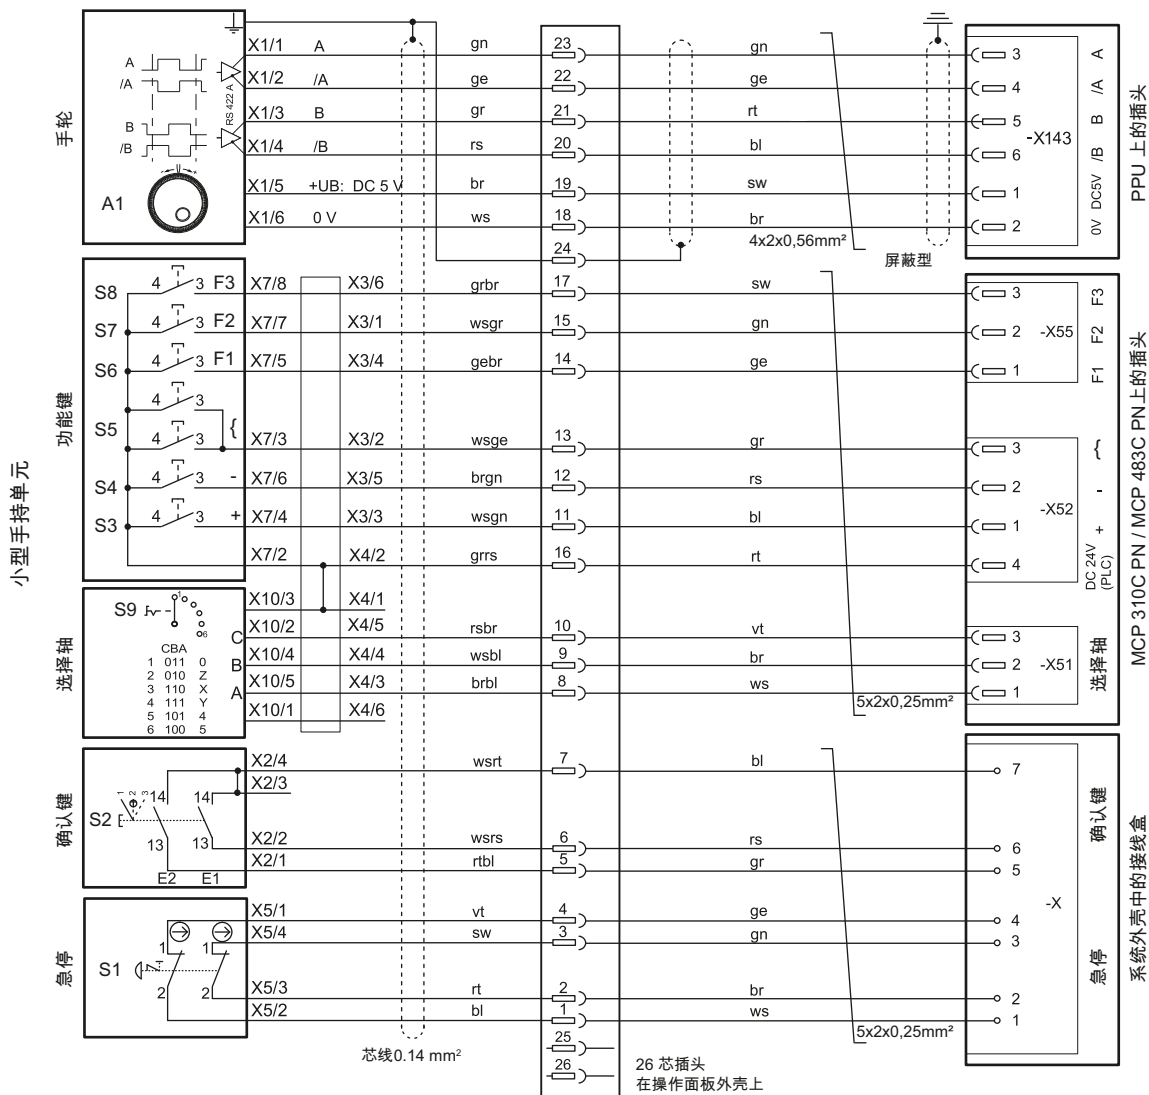 小型手持单元
手轮
A
/A
B
/B
RS 422 A
A1
X1/1 A gn 23 gn 3 A
X1/2 /A ge 22 ge 4 /A
X1/3 B gr 21 rt 5 B
X1/4 /B rs 20 bl 6 /B
X1/5 +UB: DC 5 V br 19 sw 1 DC5V
X1/6 0 V ws 18 br 2 0V
-X143
PPU 上的插头
24
4x2x0,56mm²
屏蔽型
功能键
S8 4 3 F3 X7/8 X3/6 grbr 17 sw 3 F3
S7 4 3 F2 X7/7 X3/1 wsgr 15 gn 2 -X55 F2
S6 4 3 F1 X7/5 X3/4 gebr 14 ge 1 F1
4 3
S5 {
4 3 X7/3 X3/2 wsge 13 gr 3 {
S4 4 3 - X7/6 X3/5 brgn 12 rs 2 -
-X52
S3 4 3 + X7/4 X3/3 wsgn 11 bl 1 +
X7/2 X4/2 grrs 16 rt 4 DC 24V
(PLC)
MCP 310C PN / MCP 483C PN上的插头
选择轴
S9
1
6
X10/3 X4/1
C X10/2 X4/5 rsbr 10 vt 3
B X10/4 X4/4 wsbl 9 br 2 -X51
A X10/5 X4/3 brbl 8 ws 1
X10/1 X4/6
选择轴
CBA
1 011 0
2 010 Z
3 110 X
4 111 Y
5 101 4
6 100 5
5x2x0,25mm²
确认键
X2/4 wsrt 7 bl 7
X2/3
S2 1 2 3 14 14
13 13
X2/2 wsrs 6 rs 6
X2/1 rtbl 5 gr 5
E2 E1
确认键
急停
X5/1 vt 4 ge 4
X5/4 sw 3 gn 3
-X
S1 1 1
2 2
X5/3 rt 2 br 2
X5/2 bl 1 ws 1
急停
系统外壳中的接线盒
5x2x0,25mm²
25
26
芯线0.14 mm²
26 芯插头
在操作面板外壳上